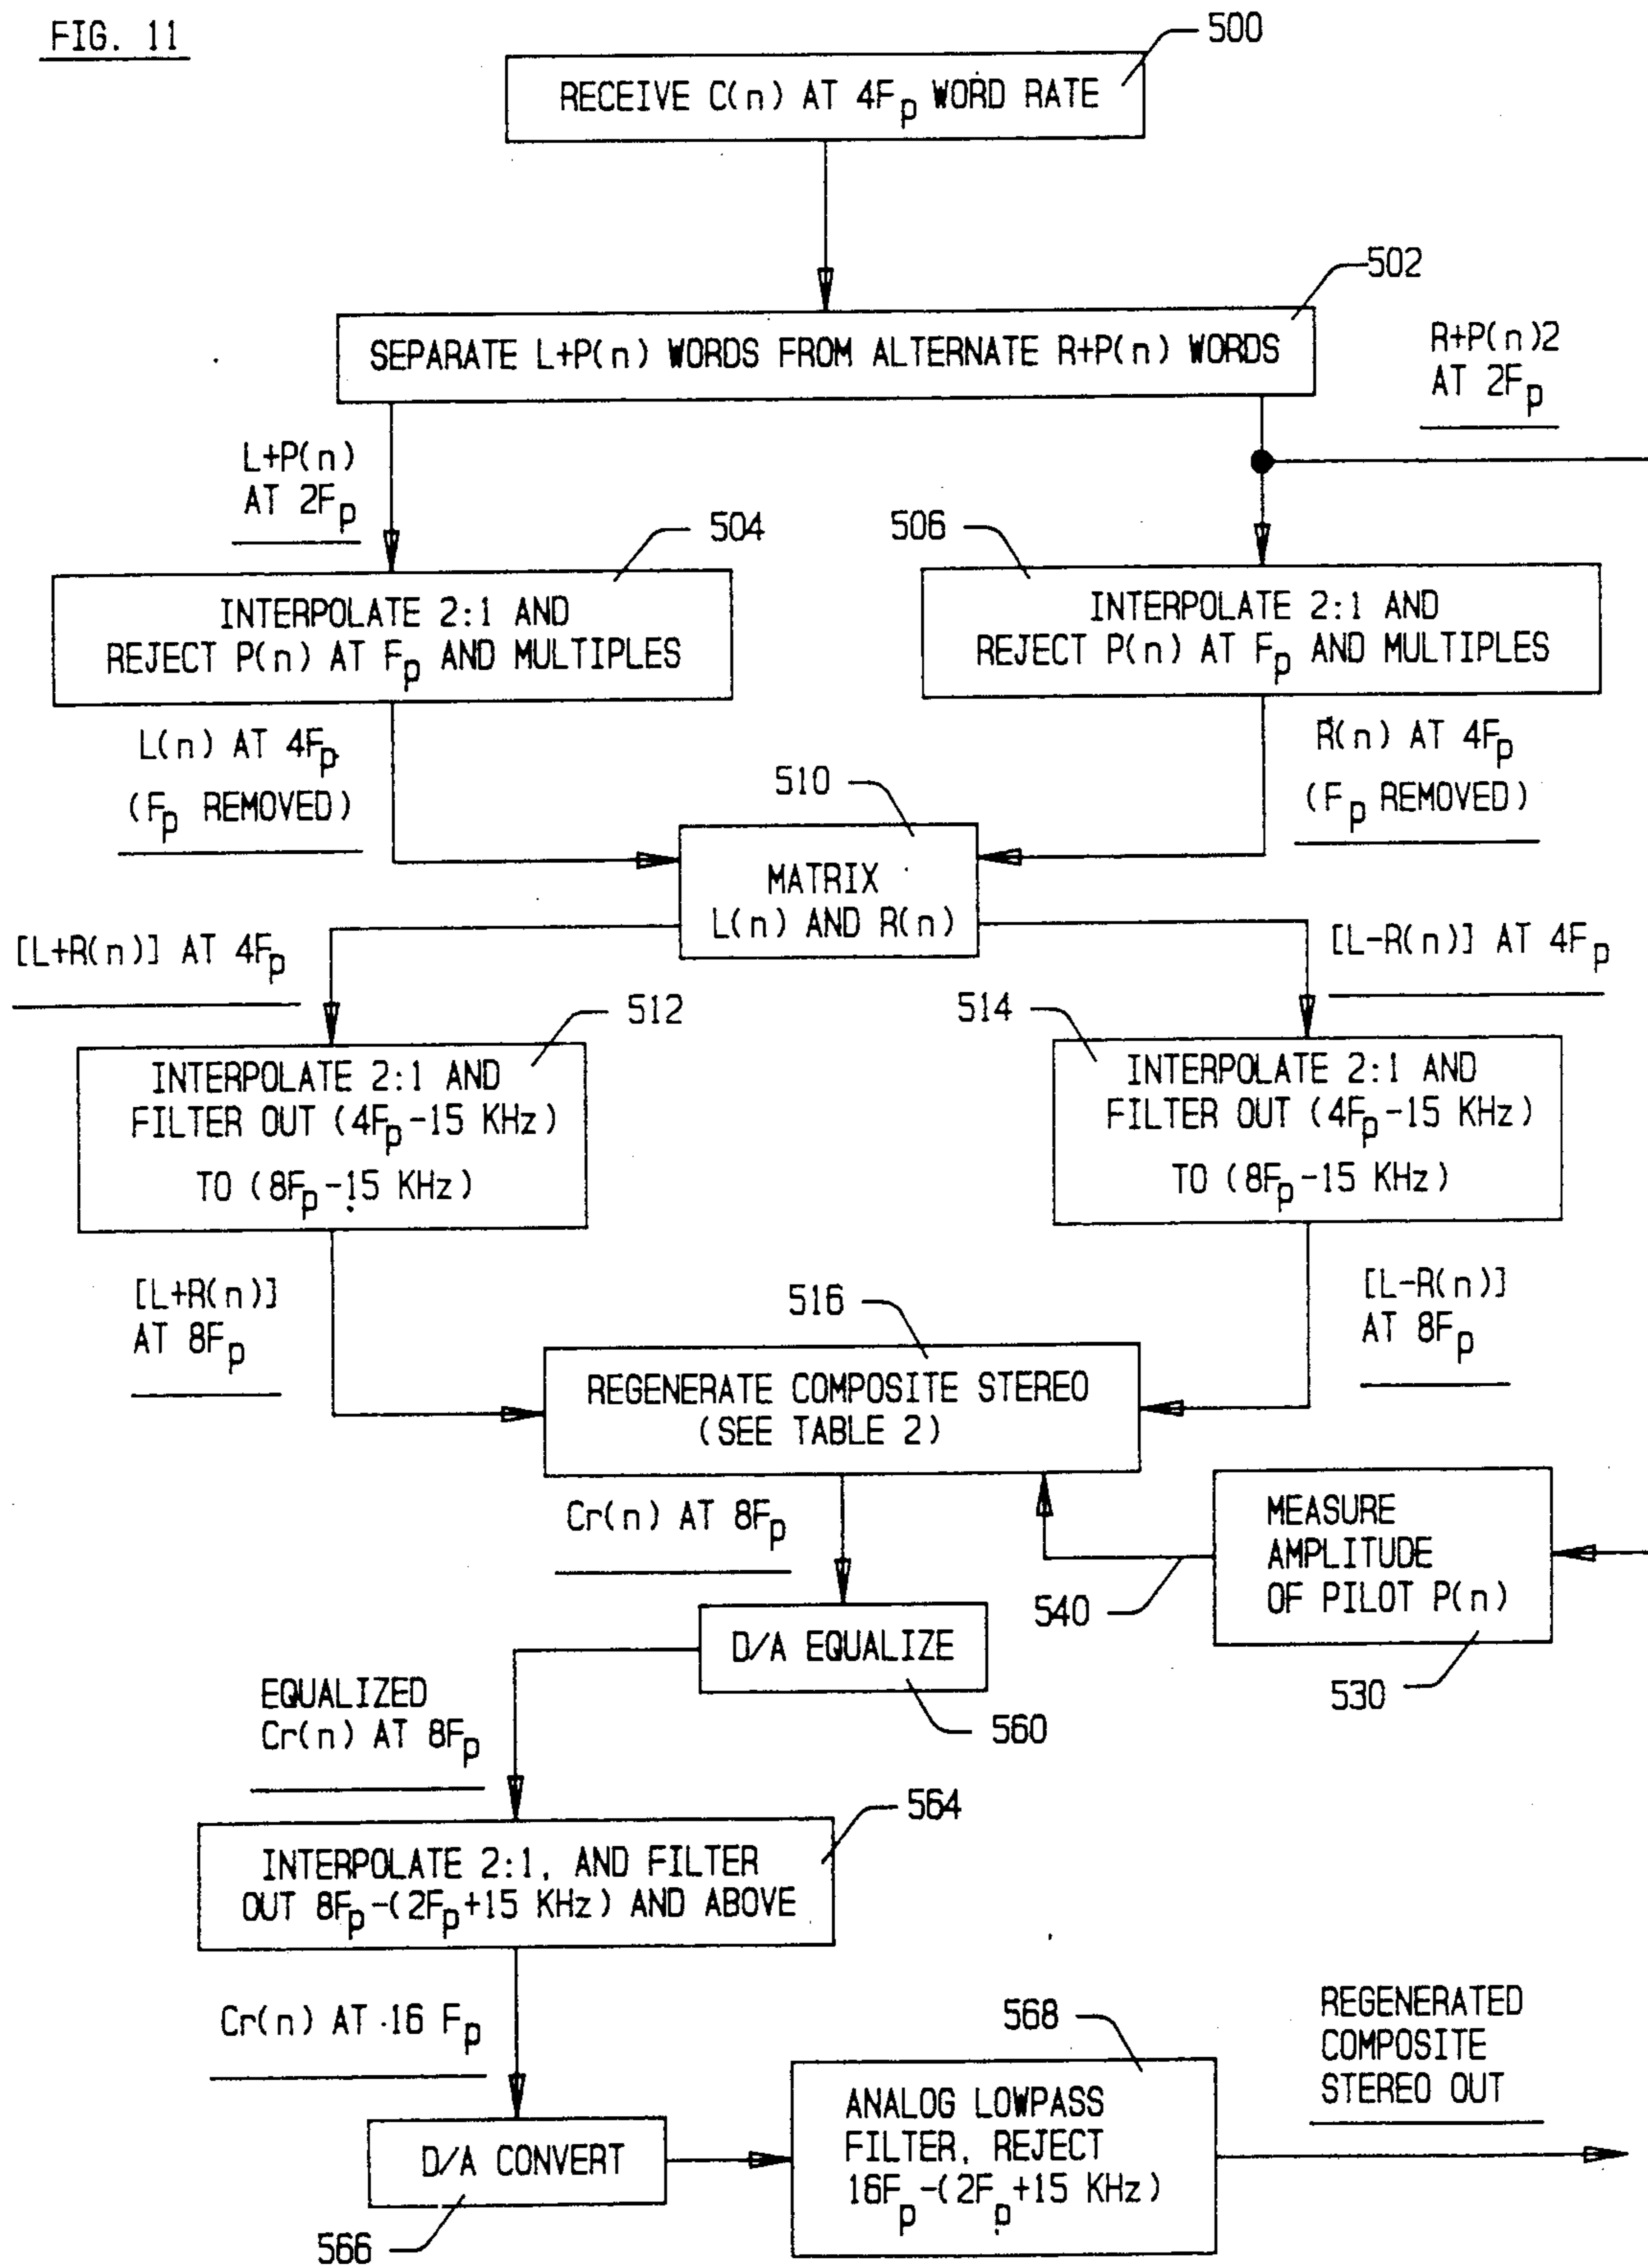 FIG. 11
500
RECEIVE C(n) AT 4Fp WORD RATE
502
SEPARATE L+P(n) WORDS FROM ALTERNATE R+P(n) WORDS
R+P(n)2
AT 2Fp
L+P(n)
AT 2Fp
504
506
INTERPOLATE 2:1 AND
REJECT P(n) AT Fp AND MULTIPLES
INTERPOLATE 2:1 AND
REJECT P(n) AT Fp AND MULTIPLES
L(n) AT 4Fp
(Fp REMOVED)
R(n) AT 4Fp
(Fp REMOVED)
510
MATRIX
L(n) AND R(n)
[L+R(n)] AT 4Fp
[L-R(n)] AT 4Fp
512
514
INTERPOLATE 2:1 AND
FILTER OUT (4Fp-15 KHz)
TO (8Fp-15 KHz)
INTERPOLATE 2:1 AND
FILTER OUT (4Fp-15 KHz)
TO (8Fp-15 KHz)
[L+R(n)]
AT 8Fp
[L-R(n)]
AT 8Fp
516
REGENERATE COMPOSITE STEREO
(SEE TABLE 2)
Cr(n) AT 8Fp
MEASURE
AMPLITUDE
OF PILOT P(n)
540
530
D/A EQUALIZE
560
EQUALIZED
Cr(n) AT 8Fp
564
INTERPOLATE 2:1, AND FILTER
OUT 8Fp-(2Fp+15 KHz) AND ABOVE
Cr(n) AT 16 Fp
568
REGENERATED
COMPOSITE
STEREO OUT
D/A CONVERT
566
ANALOG LOWPASS
FILTER, REJECT
16Fp-(2Fp+15 KHz)